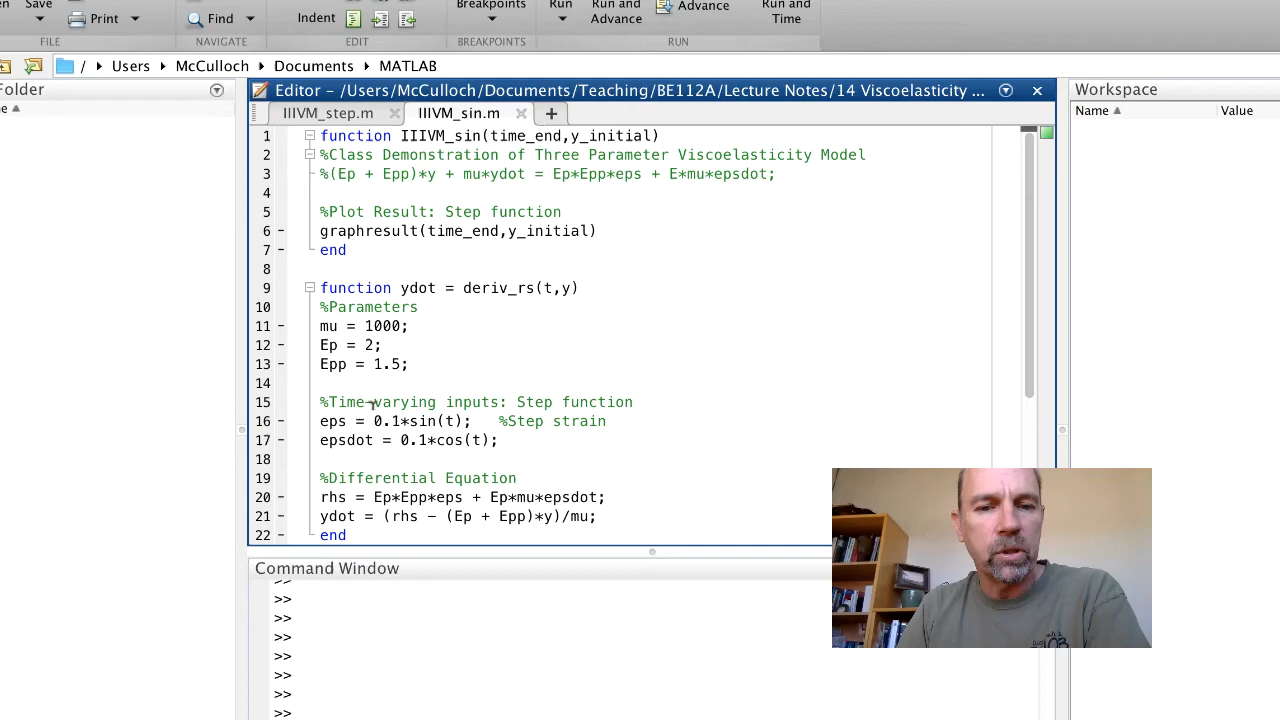 Save
Print
Find
Indent
Breakpoints
Run
Run and
Advance
Advance
Run and
Time
FILE
NAVIGATE
EDIT
BREAKPOINTS
RUN
/ Users McCulloch Documents MATLAB
Folder
Editor - /Users/McCulloch/Documents/Teaching/BE112A/Lecture Notes/14 Viscoelasticity ...
Workspace
Name Value
IIIVM_step.m IIIVM_sin.m
1 function IIIVM_sin(time_end,y_initial)
2 %Class Demonstration of Three Parameter Viscoelasticity Model
3 %(Ep + Epp)*y + mu*ydot = Ep*Epp*eps + E*mu*epsdot;
4
5 %Plot Result: Step function
6 graphresult(time_end,y_initial)
7 end
8
9 function ydot = deriv_rs(t,y)
10 %Parameters
11 mu = 1000;
12 Ep = 2;
13 Epp = 1.5;
14
15 %Time-varying inputs: Step function
16 eps = 0.1*sin(t); %Step strain
17 epsdot = 0.1*cos(t);
18
19 %Differential Equation
20 rhs = Ep*Epp*eps + Ep*mu*epsdot;
21 ydot = (rhs - (Ep + Epp)*y)/mu;
22 end
Command Window
>>
>>
>>
>>
>>
>>
>>
>>